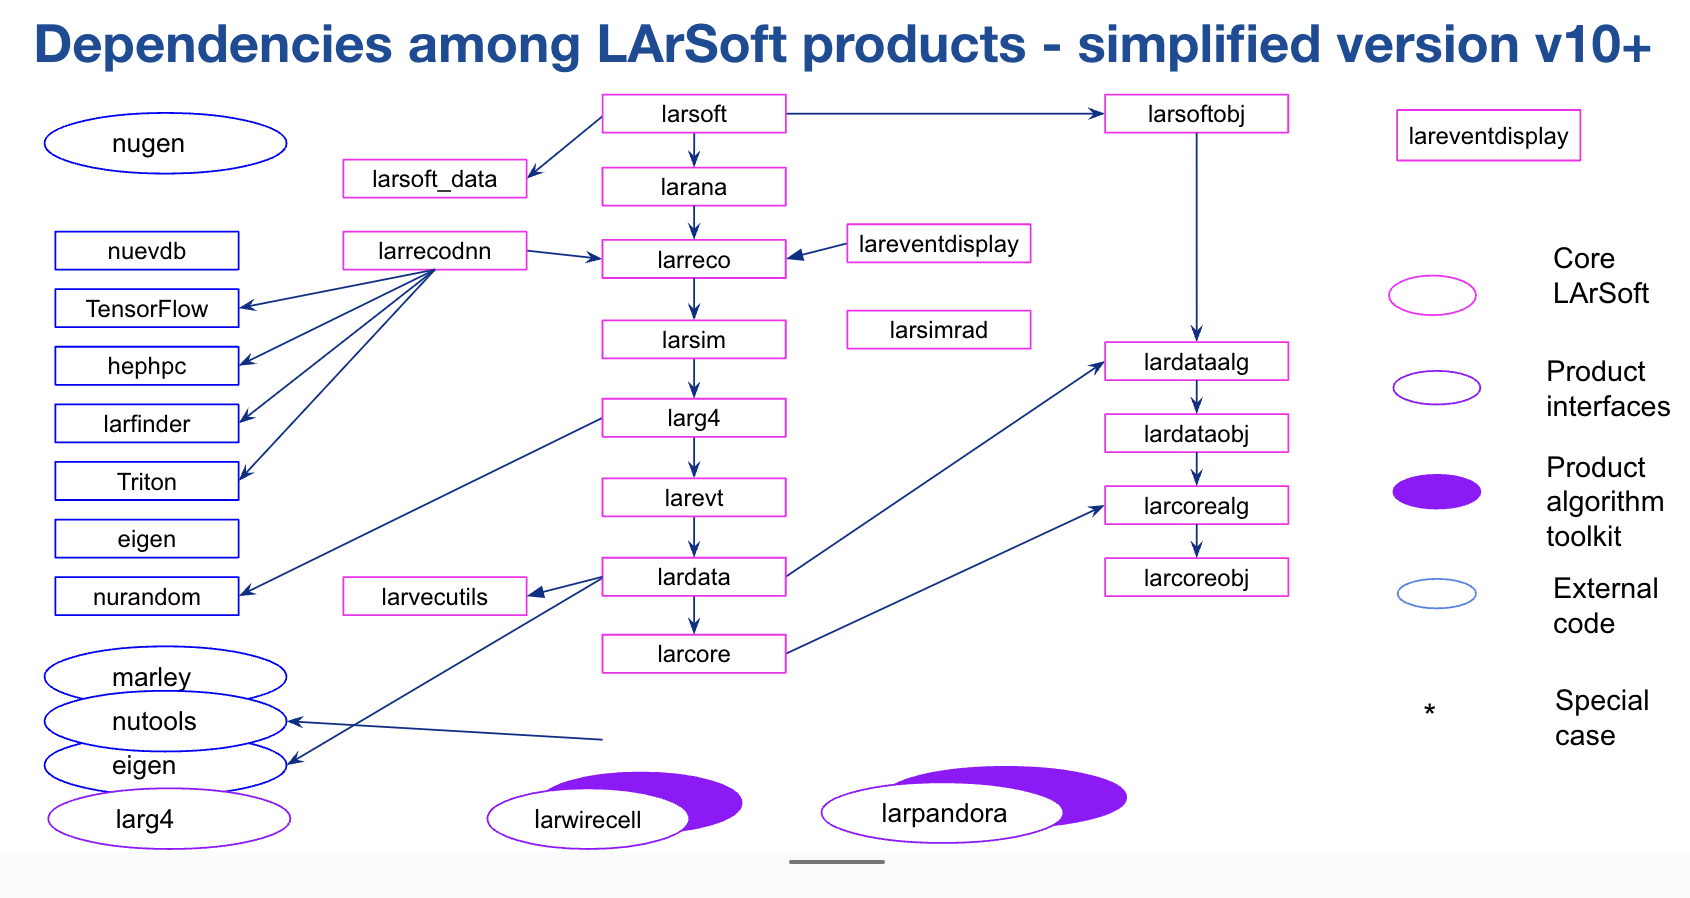 Dependencies among LArSoft products - simplified version v10+
larsoft
larsoftobj
lareventdisplay
nugen
larsoft_data
larana
nuevdb
larrecodnn
larreco
lareventdisplay
Core
LArSoft
TensorFlow
larsim
larsimrad
hephpc
lardataalg
Product
interfaces
larfinder
larg4
lardataobj
Triton
larevt
larcorealg
Product
algorithm
toolkit
eigen
nurandom
larvecutils
lardata
larcoreobj
External
code
marley
larcore
nutools
*
Special
case
eigen
larg4
larwirecell
larpandora